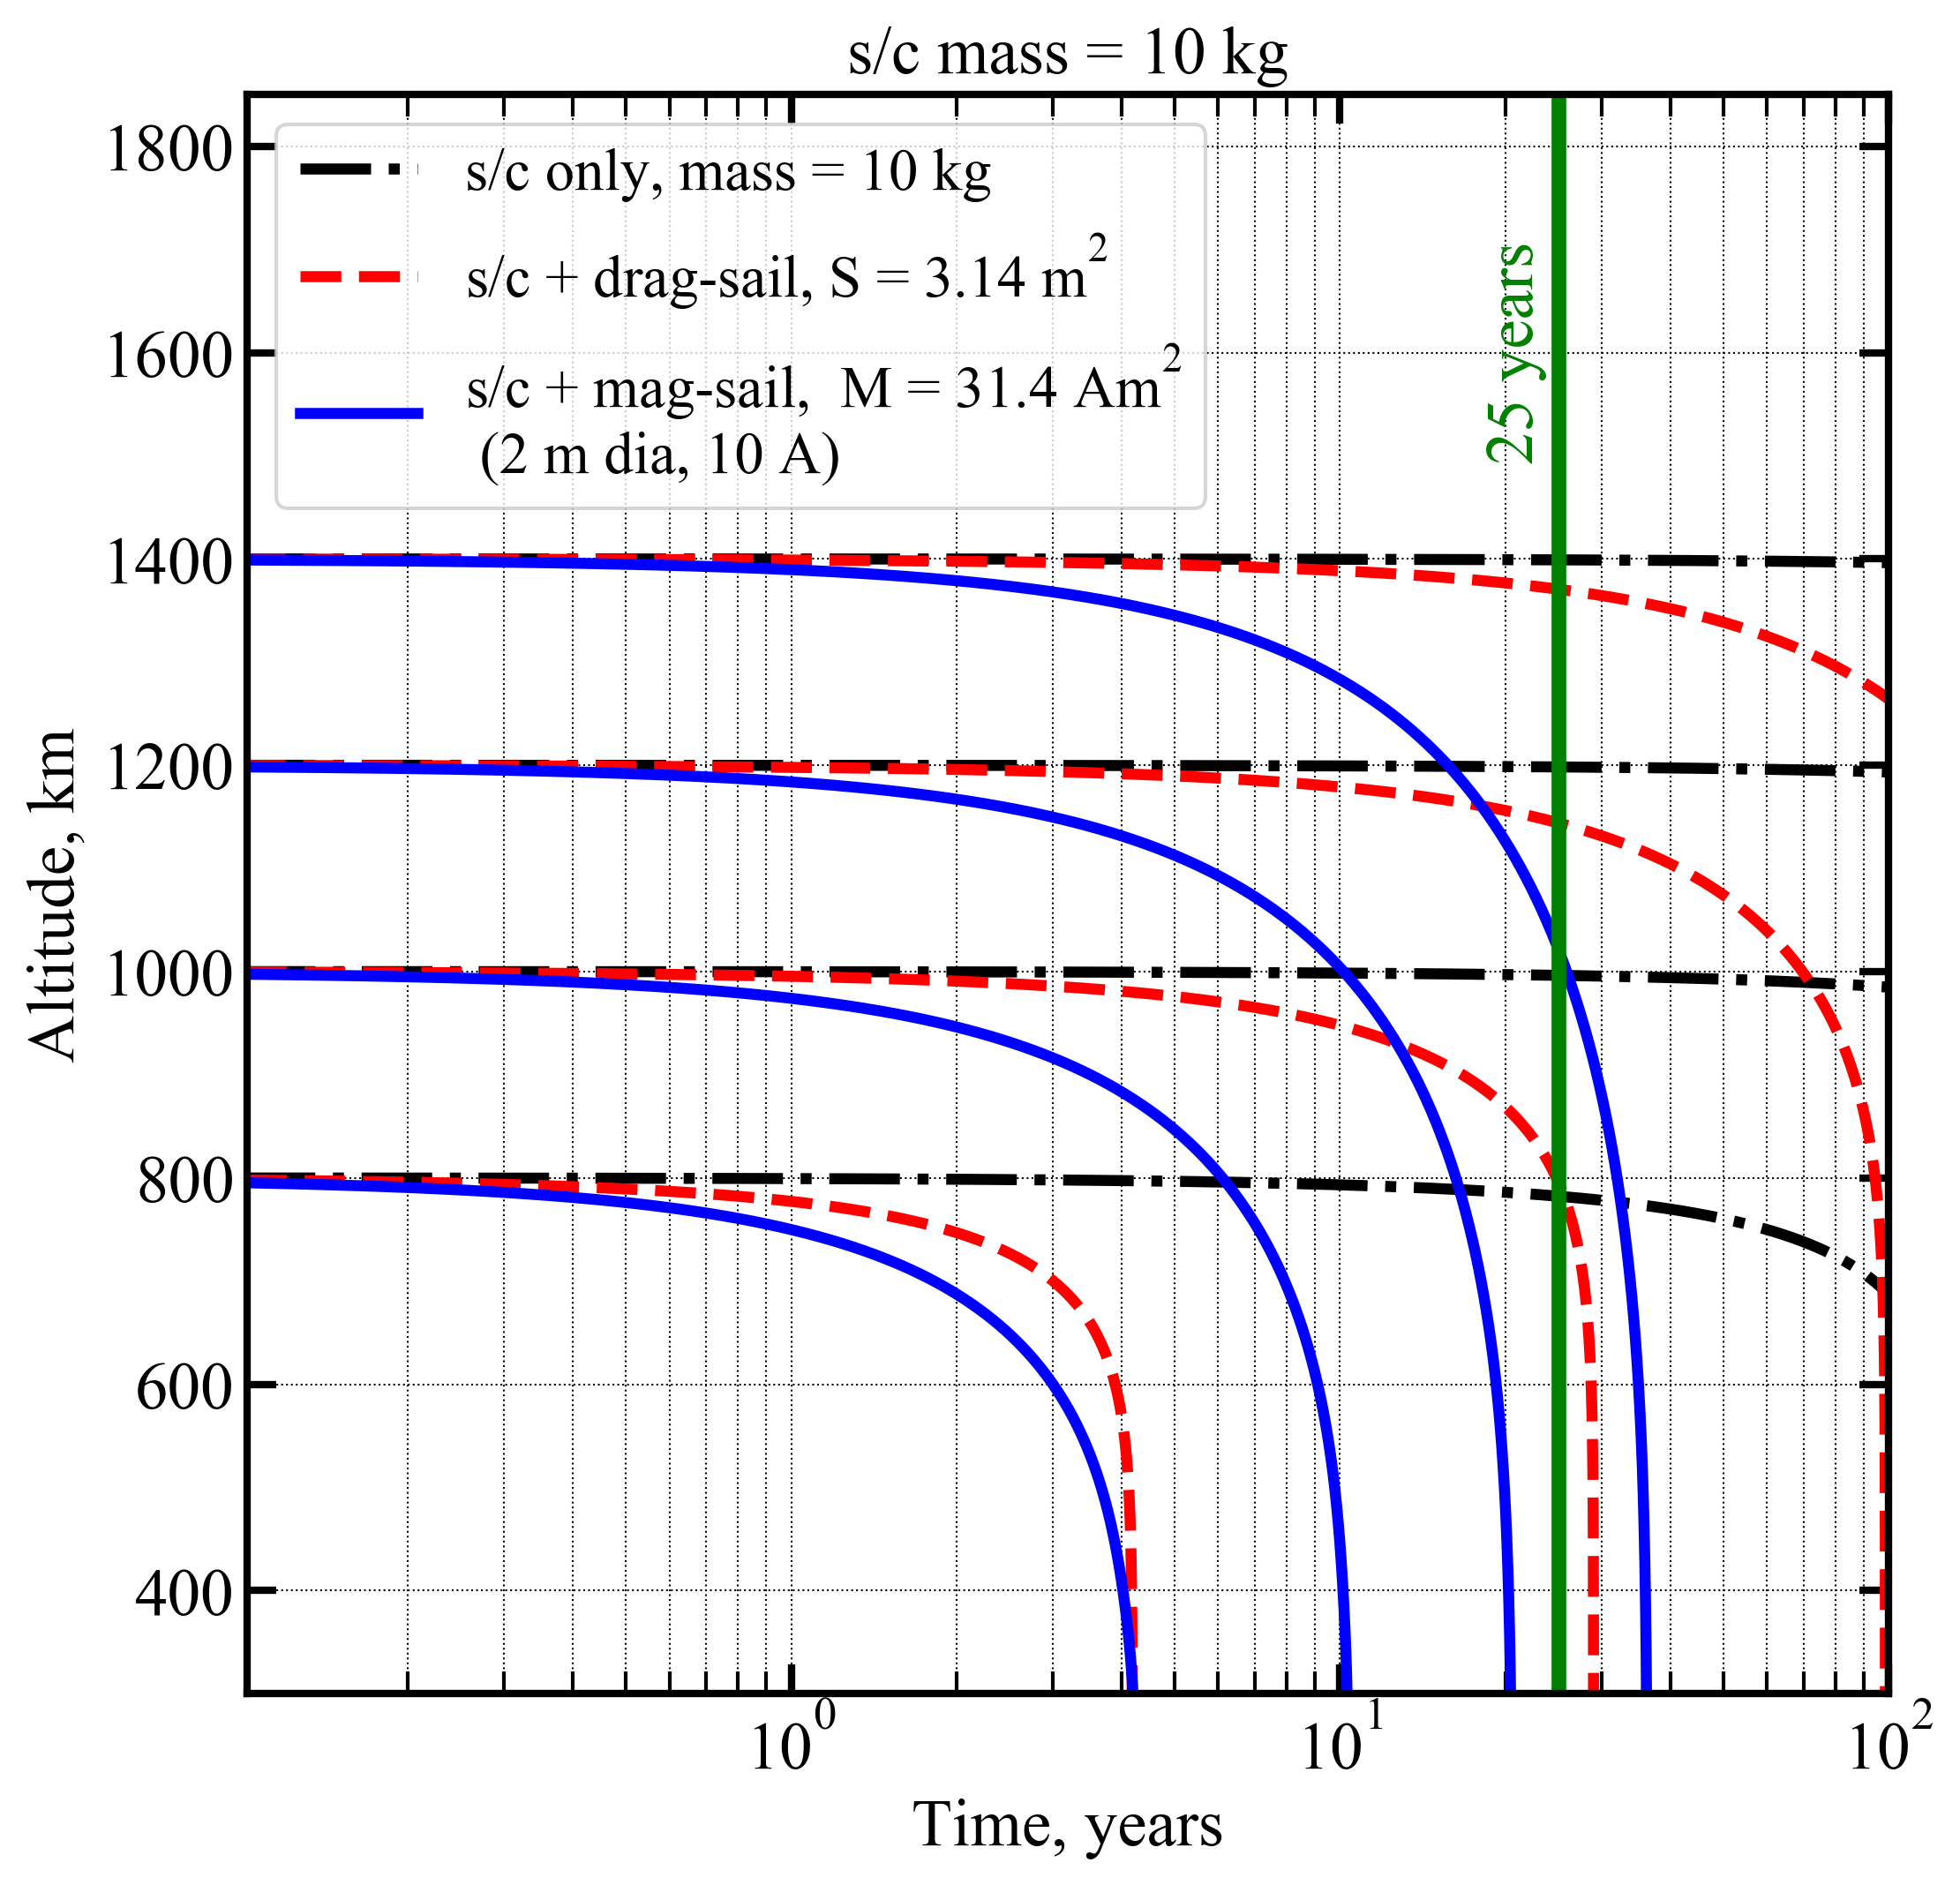 s/c mass = 10 kg
1800
1600
1400
1200
1000
800
600
400
Altitude, km
s/c only, mass = 10 kg
s/c + drag-sail, S = 3.14 m²
s/c + mag-sail, M = 31.4 Am²
(2 m dia, 10 A)
25 years
10⁰
10¹
10²
Time, years